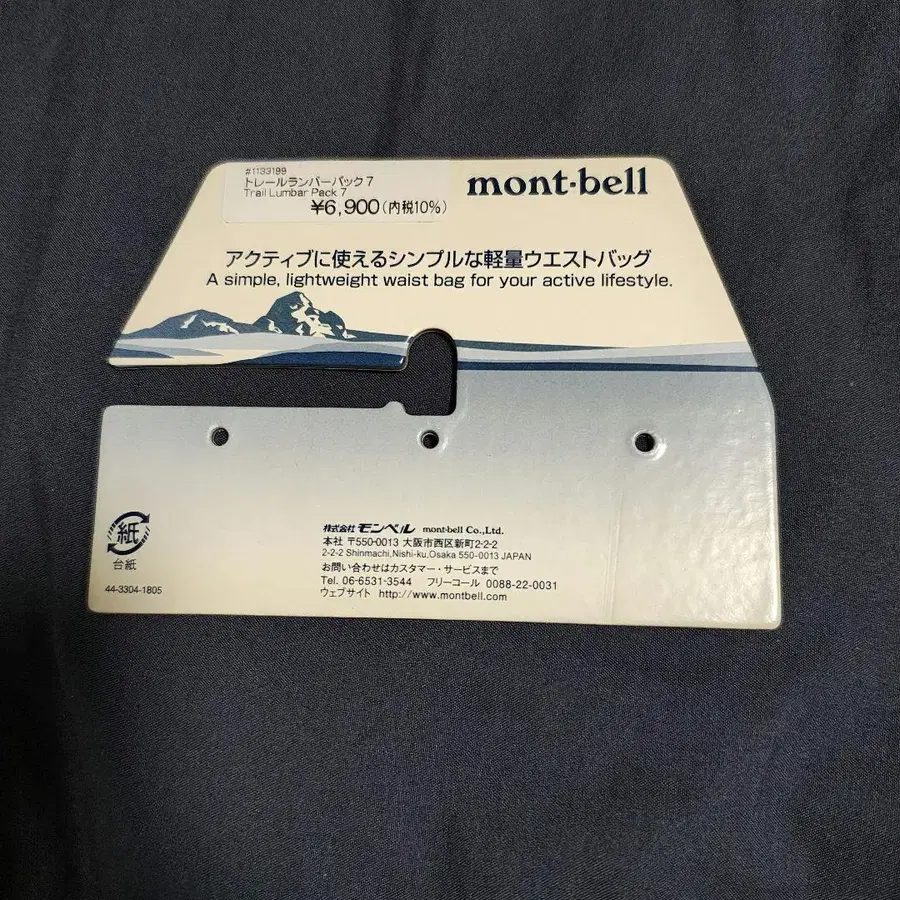 #1133199
トレールランバーパック 7
Trail Lumbar Pack 7
¥6,900(内税10%)
mont-bell
アクティブに使えるシンプルな軽量ウエストバッグ
A simple, lightweight waist bag for your active lifestyle.
紙
台紙
44-3304-1805
株式会社 モンベル mont-bell Co.,Ltd.
本社 〒550-0013 大阪市西区新町2-2-2
2-2-2 Shinmachi,Nishi-ku,Osaka 550-0013 JAPAN
お問い合わせはカスタマー・サービスまで
Tel. 06-6531-3544 フリーコール 0088-22-0031
ウェブサイト http://www.montbell.com